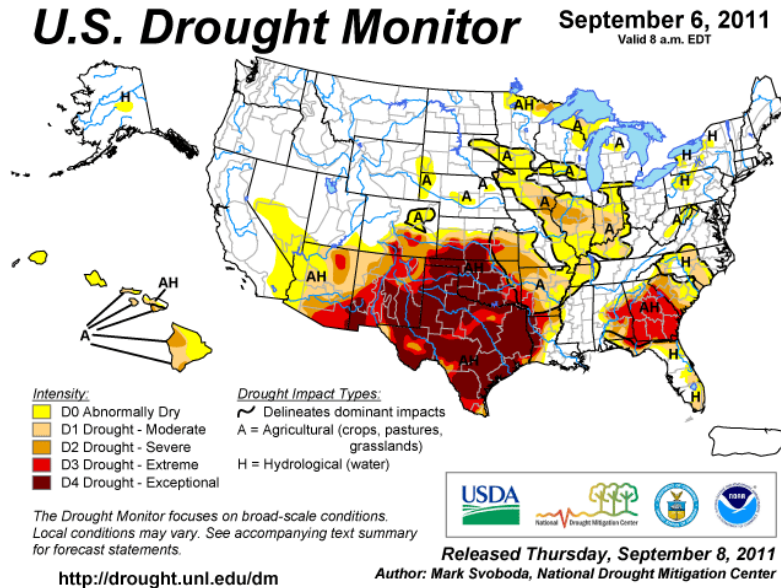 U.S. Drought Monitor
September 6, 2011
Valid 8 a.m. EDT
H
AH
A
A
H
H
A
A
A
H
A
A
A
A
A
H
AH
AH
A
AH
AH
H
H
AH
A
Intensity:
D0 Abnormally Dry
D1 Drought - Moderate
D2 Drought - Severe
D3 Drought - Extreme
D4 Drought - Exceptional
Drought Impact Types:
Delineates dominant impacts
A = Agricultural (crops, pastures,
grasslands)
H = Hydrological (water)
USDA
National Drought Mitigation Center
NOAA
The Drought Monitor focuses on broad-scale conditions.
Local conditions may vary. See accompanying text summary
for forecast statements.
http://drought.unl.edu/dm
Released Thursday, September 8, 2011
Author: Mark Svoboda, National Drought Mitigation Center